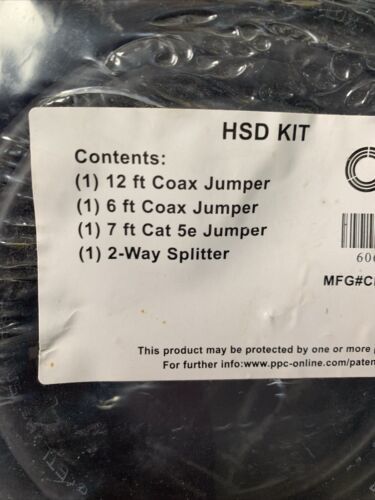 HSD KIT
Contents:
(1) 12 ft Coax Jumper
(1) 6 ft Coax Jumper
(1) 7 ft Cat 5e Jumper
(1) 2-Way Splitter
606
MFG#C
This product may be protected by one or more
For further info:www.ppc-online.com/paten